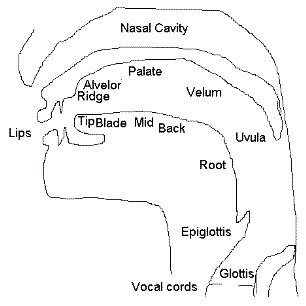 Nasal Cavity
Palate
Alvelor
Ridge
Velum
Lips
Tip Blade Mid Back
Uvula
Root
Epiglottis
Glottis
Vocal cords